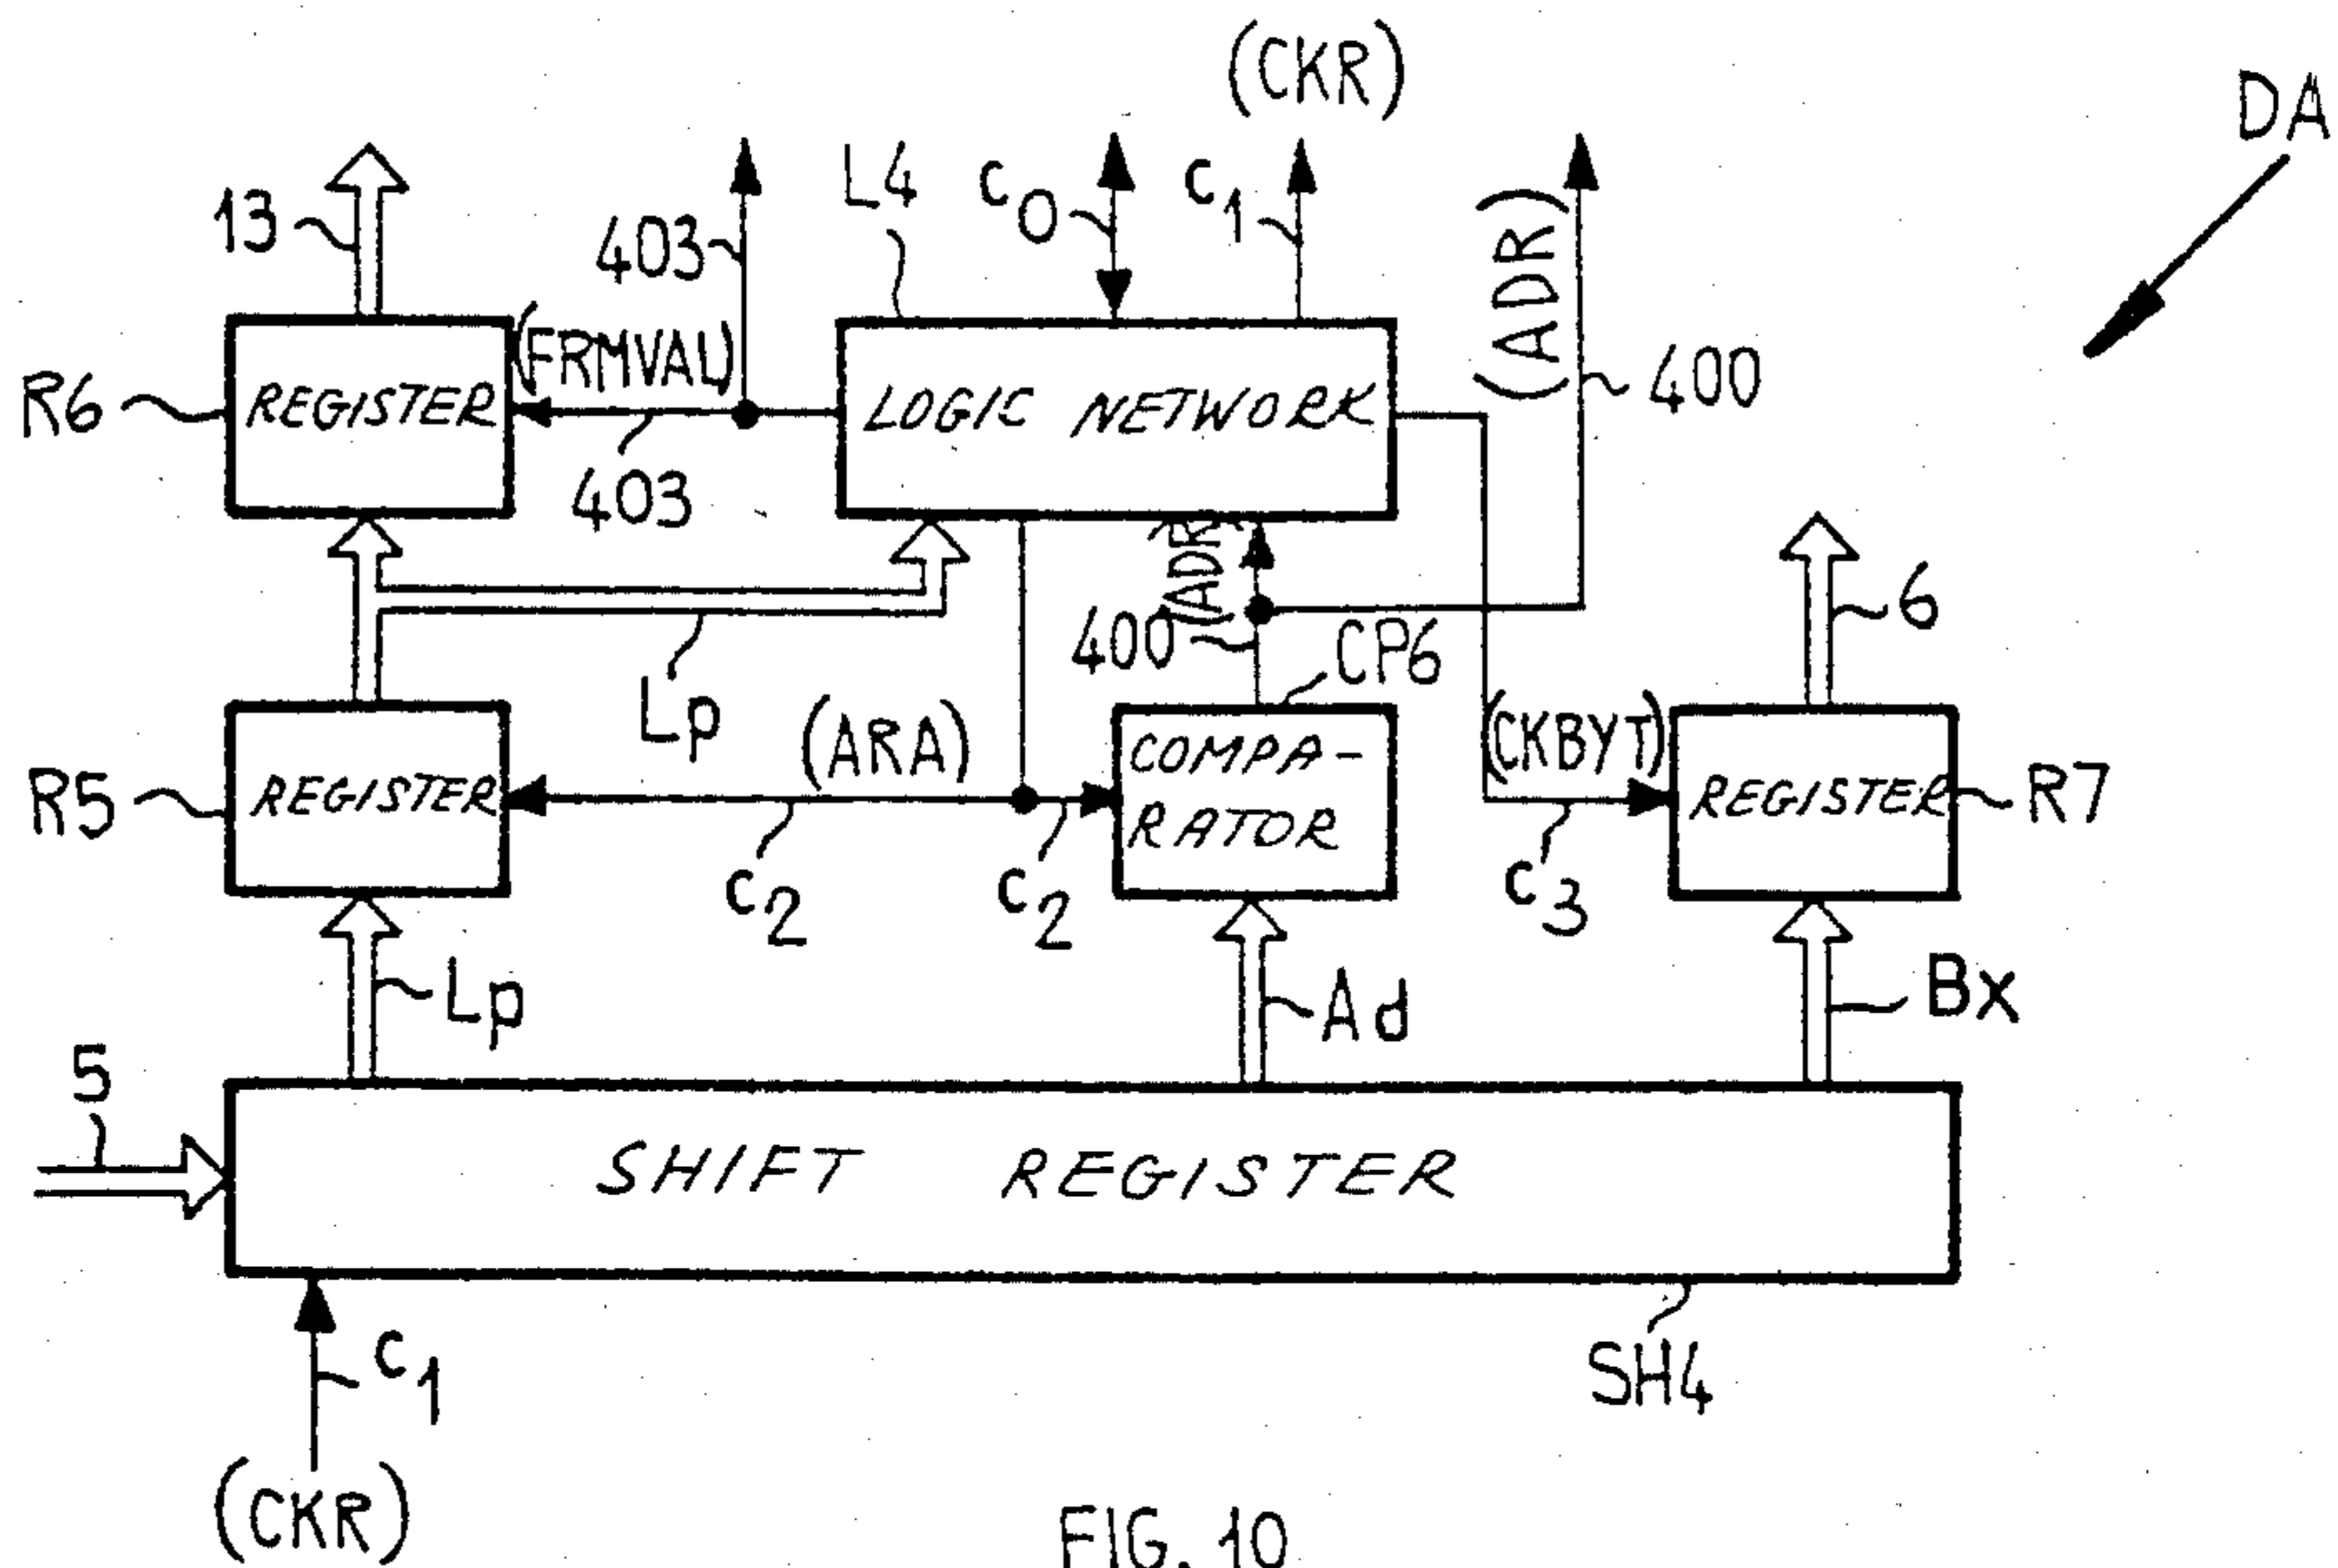 (CKR)
DA
13
403
L4
c0
c1
(ADR)
400
R6
REGISTER
(FRMVAL)
403
LOGIC NETWORK
(ADR)
400
CP6
6
Lp
(ARA)
(CKBYT)
R5
REGISTER
c2
c2
COMPA-
RATOR
c3
REGISTER
R7
Lp
Ad
Bx
5
SHIFT REGISTER
c1
(CKR)
SH4
FIG. 10